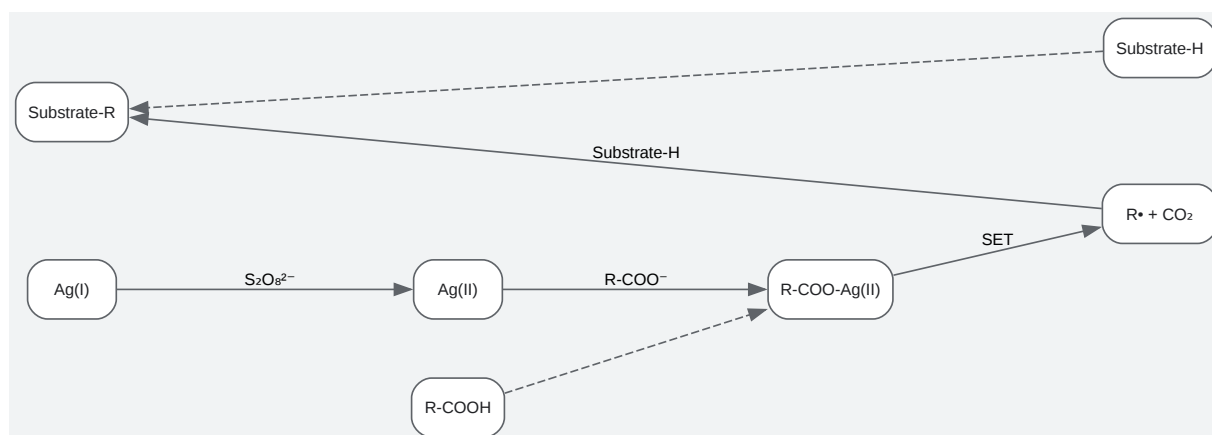 Substrate-H
Substrate-R
Substrate-H
R• + CO₂
SET
Ag(I)
S₂O₈²⁻
Ag(II)
R-COO⁻
R-COO-Ag(II)
R-COOH